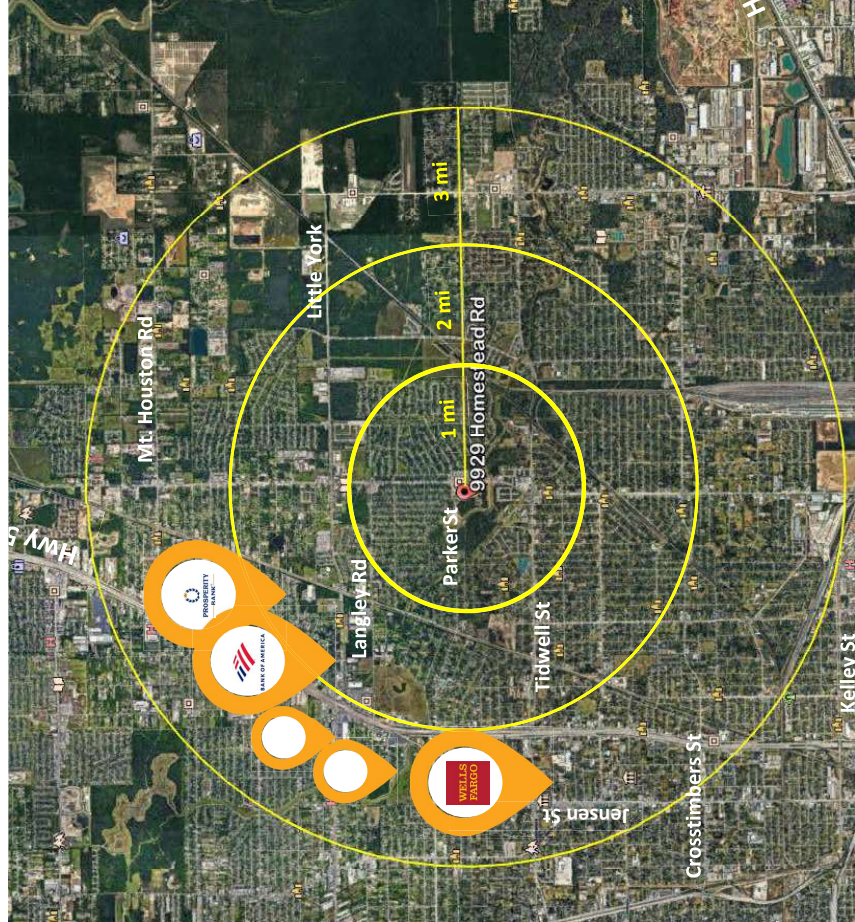 H
Mt. Houston Rd
Little York
3 mi
2 mi
1 mi
9929 Homestead Rd
Hwy 5
PROSPERITY
BANK
BANK OF AMERICA
Langley Rd
ParkerSt
Tidwell St
WELLS
FARGO
Jensen St
Crosstimbers St
Kelley St